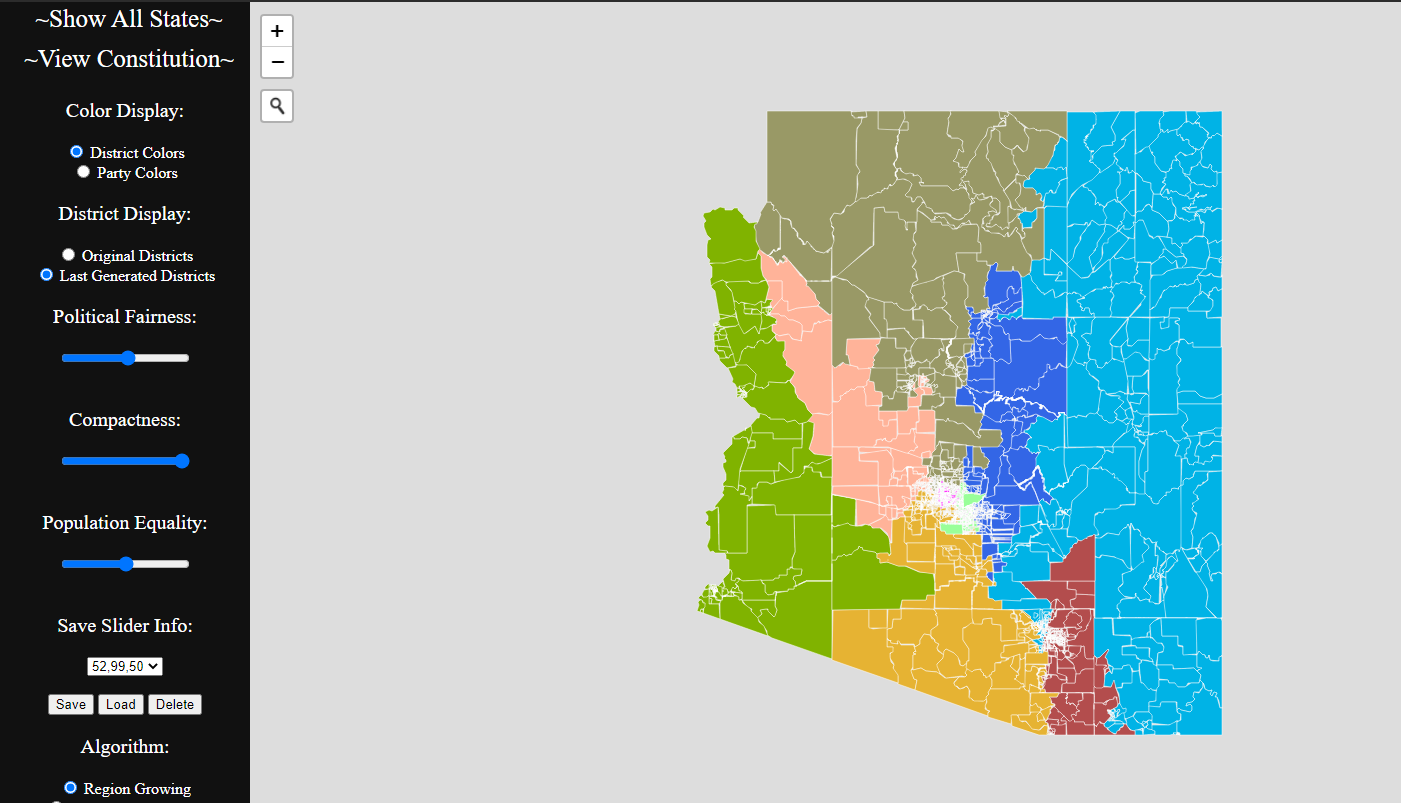 ~Show All States~
~View Constitution~
Color Display:
District Colors
Party Colors
District Display:
Original Districts
Last Generated Districts
Political Fairness:
Compactness:
Population Equality:
Save Slider Info:
52,99,50
Save Load Delete
Algorithm:
Region Growing
+
−